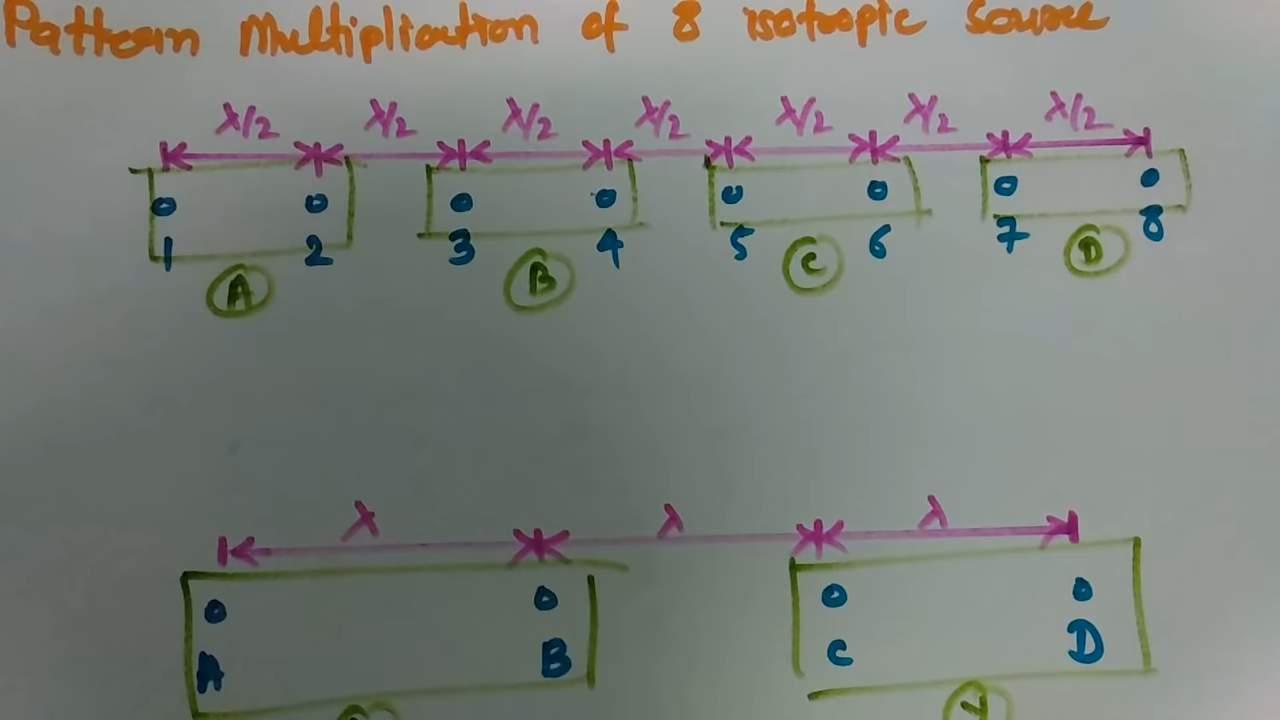 Pattern Multiplication of 8 isotropic source
λ/2 λ/2 λ/2 λ/2 λ/2 λ/2 λ/2
1 2 3 4 5 6 7 8
A B C D
λ λ λ
A B C D
Y